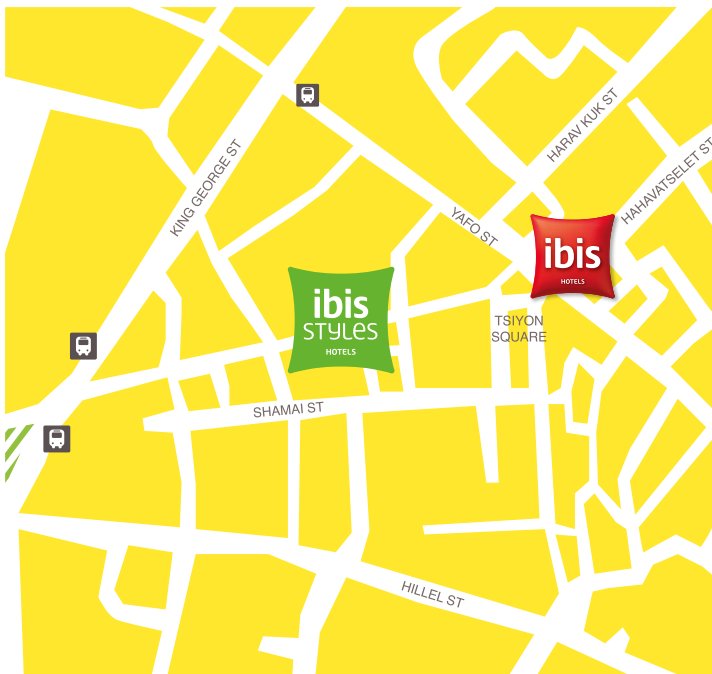 HARAV KUK ST
KING GEORGE ST
HAHAVATSELET ST
YAFO ST
ibis
HOTELS
ibis
STYLES
HOTELS
TSIYON
SQUARE
SHAMAI ST
HILLEL ST